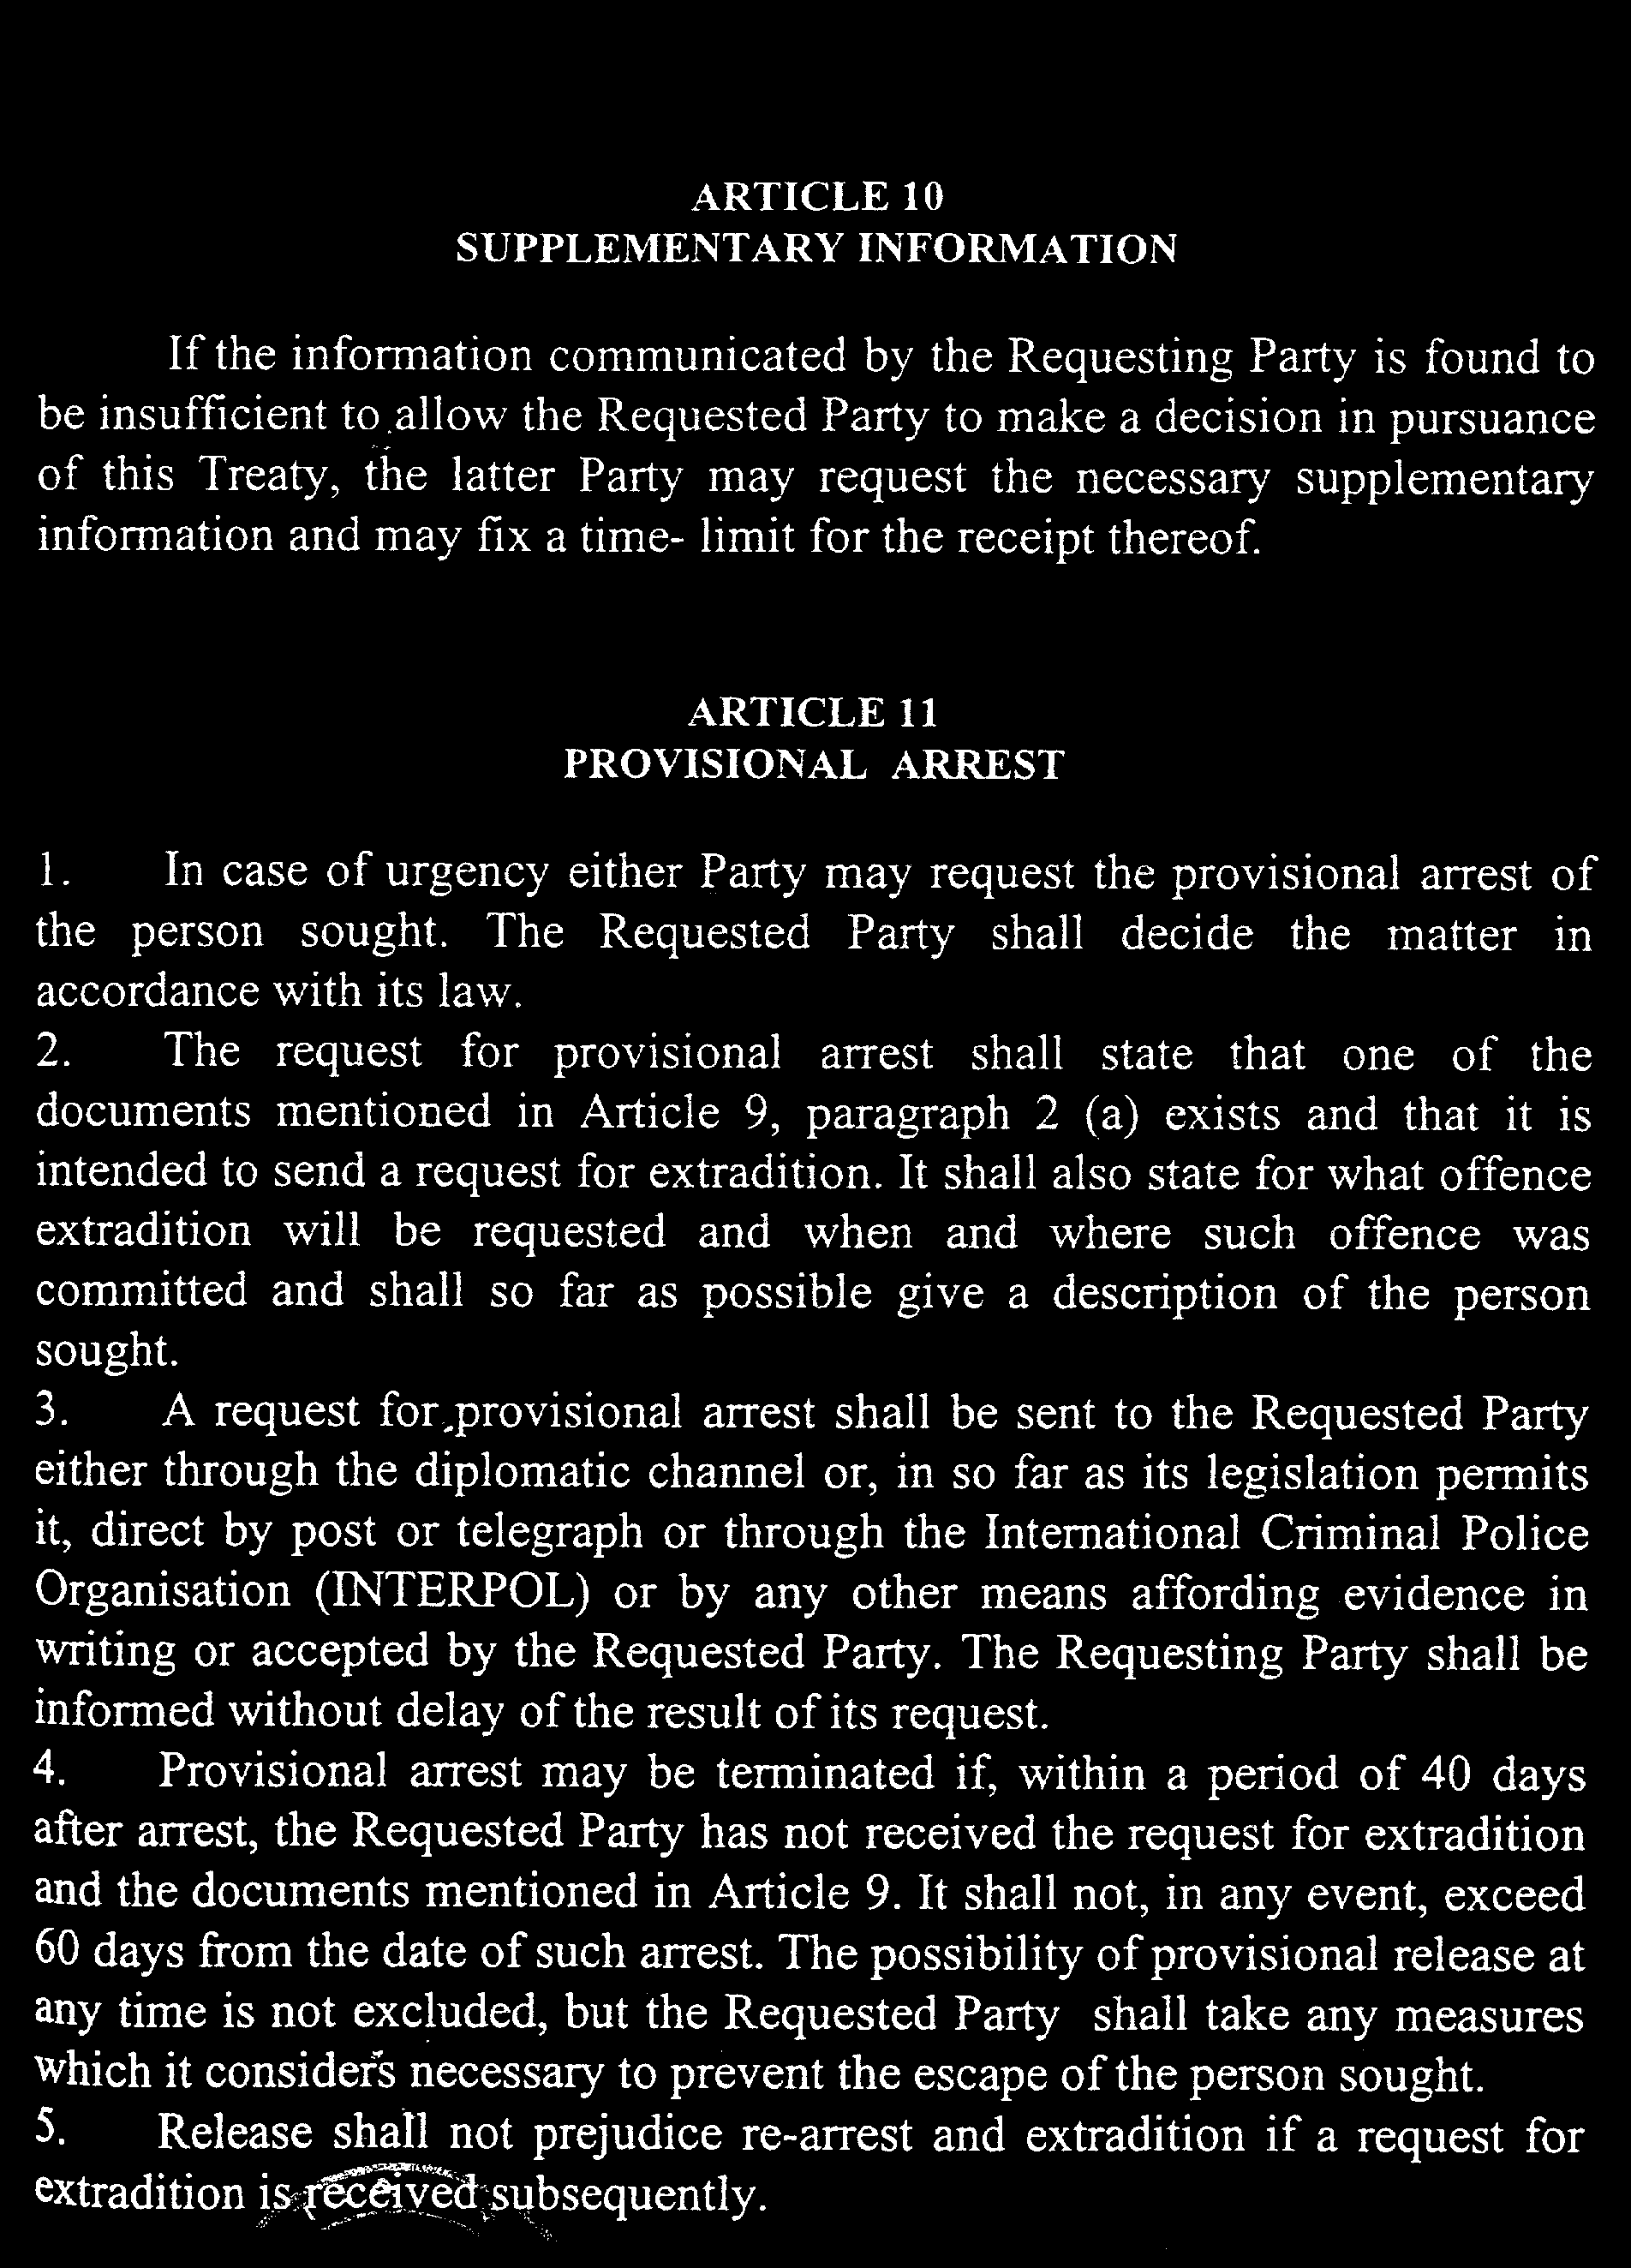 ARTICLE 10
SUPPLEMENTARY INFORMATION
If the information communicated by the Requesting Party is found to
be insufficient to allow the Requested Party to make a decision in pursuance
of this Treaty, the latter Party may request the necessary supplementary
information and may fix a time- limit for the receipt thereof.
ARTICLE 11
PROVISIONAL ARREST
1. In case of urgency either Party may request the provisional arrest of
the person sought. The Requested Party shall decide the matter in
accordance with its law.
2. The request for provisional arrest shall state that one of the
documents mentioned in Article 9, paragraph 2 (a) exists and that it is
intended to send a request for extradition. It shall also state for what offence
extradition will be requested and when and where such offence was
committed and shall so far as possible give a description of the person
sought.
3. A request for provisional arrest shall be sent to the Requested Party
either through the diplomatic channel or, in so far as its legislation permits
it, direct by post or telegraph or through the International Criminal Police
Organisation (INTERPOL) or by any other means affording evidence in
writing or accepted by the Requested Party. The Requesting Party shall be
informed without delay of the result of its request.
4. Provisional arrest may be terminated if, within a period of 40 days
after arrest, the Requested Party has not received the request for extradition
and the documents mentioned in Article 9. It shall not, in any event, exceed
60 days from the date of such arrest. The possibility of provisional release at
any time is not excluded, but the Requested Party shall take any measures
which it considers necessary to prevent the escape of the person sought.
5. Release shall not prejudice re-arrest and extradition if a request for
extradition is received subsequently.